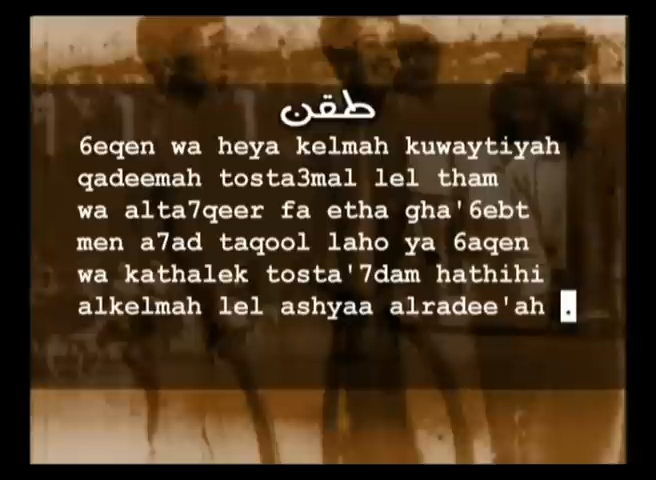 طقن
6eqen wa heya kelmah kuwaytiyah
qadeemah tosta3mal lel tham
wa alta7qeer fa etha gha'6ebt
men a7ad taqool laho ya 6aqen
wa kathalek tosta'7dam hathihi
alkelmah lel ashyaa alradee'ah .